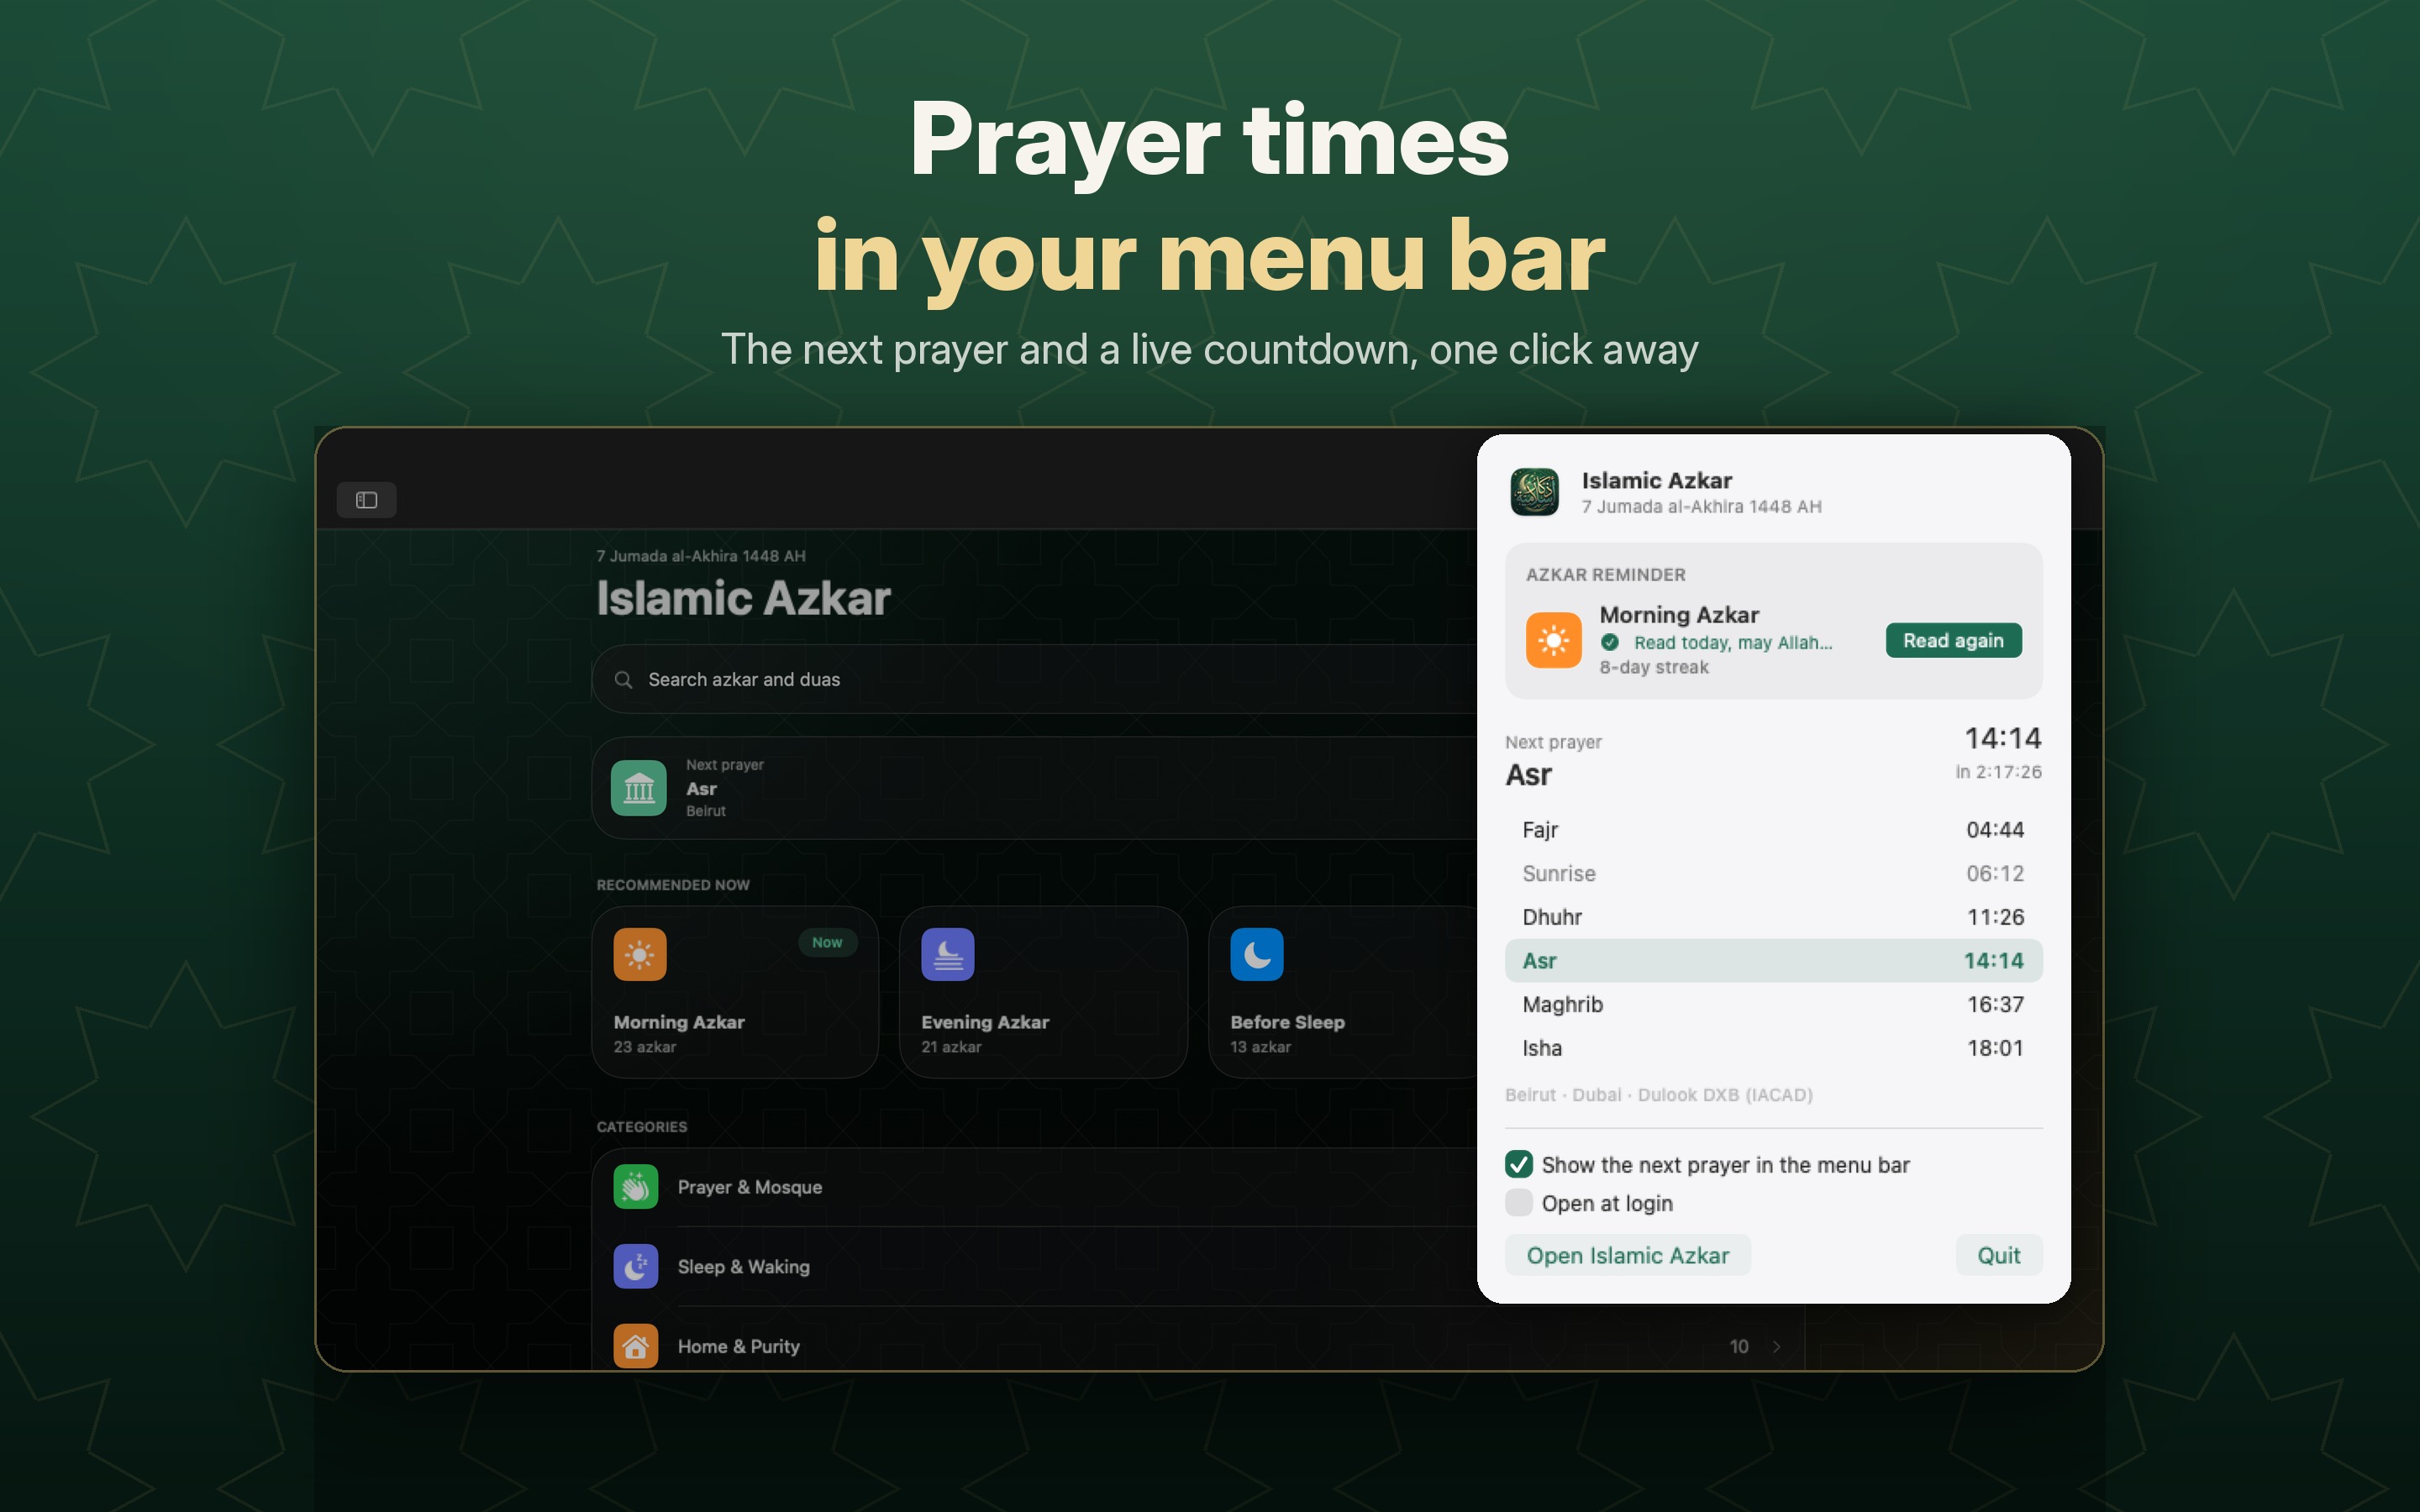 Prayer times
in your menu bar
The next prayer and a live countdown, one click away
7 Jumada al-Akhira 1448 AH
Islamic Azkar
Search azkar and duas
Next prayer
Asr
Beirut
RECOMMENDED NOW
Now
Morning Azkar
23 azkar
Evening Azkar
21 azkar
Before Sleep
13 azkar
CATEGORIES
Prayer & Mosque
Sleep & Waking
Home & Purity
10
Islamic Azkar
7 Jumada al-Akhira 1448 AH
AZKAR REMINDER
Morning Azkar
Read today, may Allah...
8-day streak
Read again
Next prayer 14:14
Asr in 2:17:26
Fajr 04:44
Sunrise 06:12
Dhuhr 11:26
Asr 14:14
Maghrib 16:37
Isha 18:01
Beirut · Dubai · Dulook DXB (IACAD)
Show the next prayer in the menu bar
Open at login
Open Islamic Azkar Quit